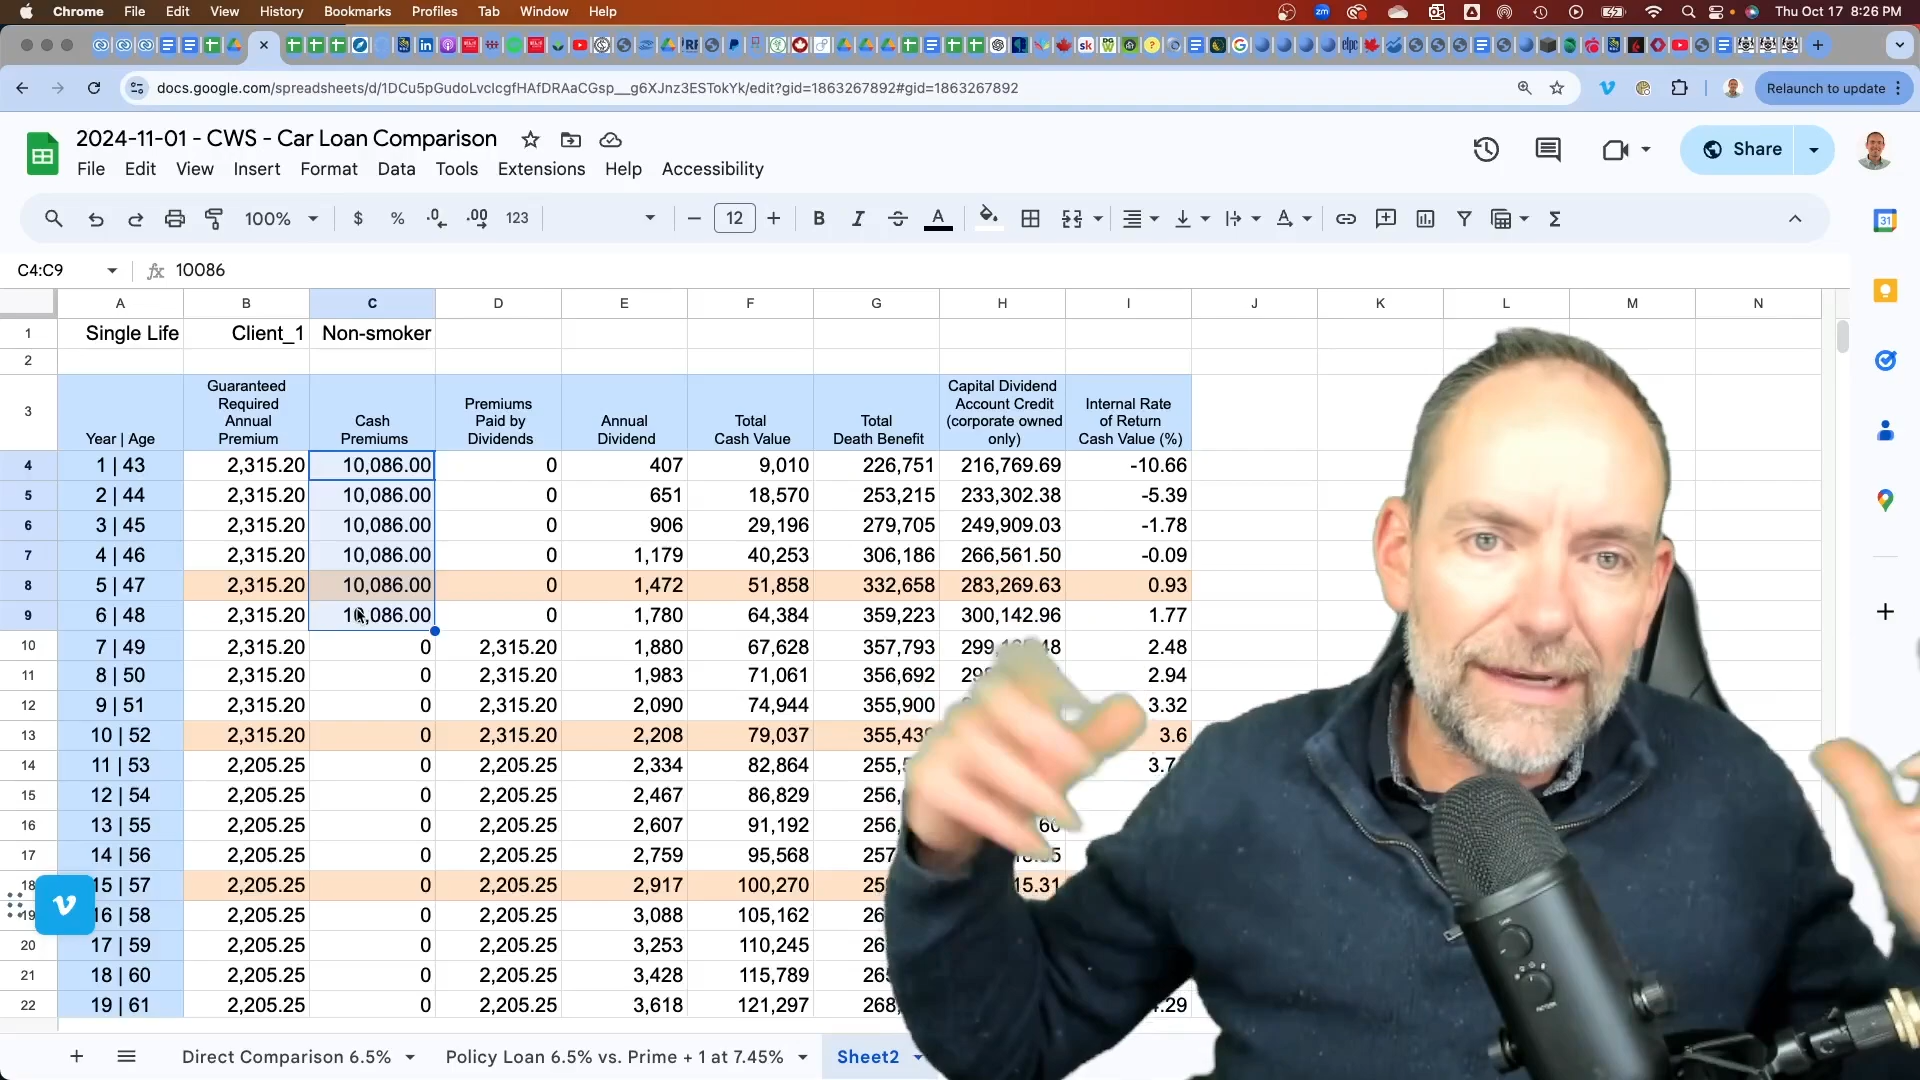 Chrome File Edit View History Bookmarks Profiles Tab Window Help Thu Oct 17 8:26 PM
docs.google.com/spreadsheets/d/1DCu5pGudoLvcIcgfHAfDRAaCGsp__g6XJnz3ESTokYk/edit?gid=1863267892#gid=1863267892 Relaunch to update
2024-11-01 - CWS - Car Loan Comparison
File Edit View Insert Format Data Tools Extensions Help Accessibility
Share
100% $ % .0 .00 123 12 B I A
C4:C9 fx 10086
A B C D E F G H I J K L M N
1 Single Life Client_1 Non-smoker
2
3 Year | Age Guaranteed Required Annual Premium Cash Premiums Premiums Paid by Dividends Annual Dividend Total Cash Value Total Death Benefit Capital Dividend Account Credit (corporate owned only) Internal Rate of Return Cash Value (%)
4 1 | 43 2,315.20 10,086.00 0 407 9,010 226,751 216,769.69 -10.66
5 2 | 44 2,315.20 10,086.00 0 651 18,570 253,215 233,302.38 -5.39
6 3 | 45 2,315.20 10,086.00 0 906 29,196 279,705 249,909.03 -1.78
7 4 | 46 2,315.20 10,086.00 0 1,179 40,253 306,186 266,561.50 -0.09
8 5 | 47 2,315.20 10,086.00 0 1,472 51,858 332,658 283,269.63 0.93
9 6 | 48 2,315.20 10,086.00 0 1,780 64,384 359,223 300,142.96 1.77
10 7 | 49 2,315.20 0 2,315.20 1,880 67,628 357,793 2.48
11 8 | 50 2,315.20 0 2,315.20 1,983 71,061 356,692 2.94
12 9 | 51 2,315.20 0 2,315.20 2,090 74,944 355,900 3.32
13 10 | 52 2,315.20 0 2,315.20 2,208 79,037 3.6
14 11 | 53 2,205.25 0 2,205.25 2,334 82,864
15 12 | 54 2,205.25 0 2,205.25 2,467 86,829
16 13 | 55 2,205.25 0 2,205.25 2,607 91,192
17 14 | 56 2,205.25 0 2,205.25 2,759 95,568
18 15 | 57 2,205.25 0 2,205.25 2,917 100,270
19 16 | 58 2,205.25 0 2,205.25 3,088 105,162
20 17 | 59 2,205.25 0 2,205.25 3,253 110,245
21 18 | 60 2,205.25 0 2,205.25 3,428 115,789
22 19 | 61 2,205.25 0 2,205.25 3,618 121,297
Direct Comparison 6.5% Policy Loan 6.5% vs. Prime + 1 at 7.45% Sheet2